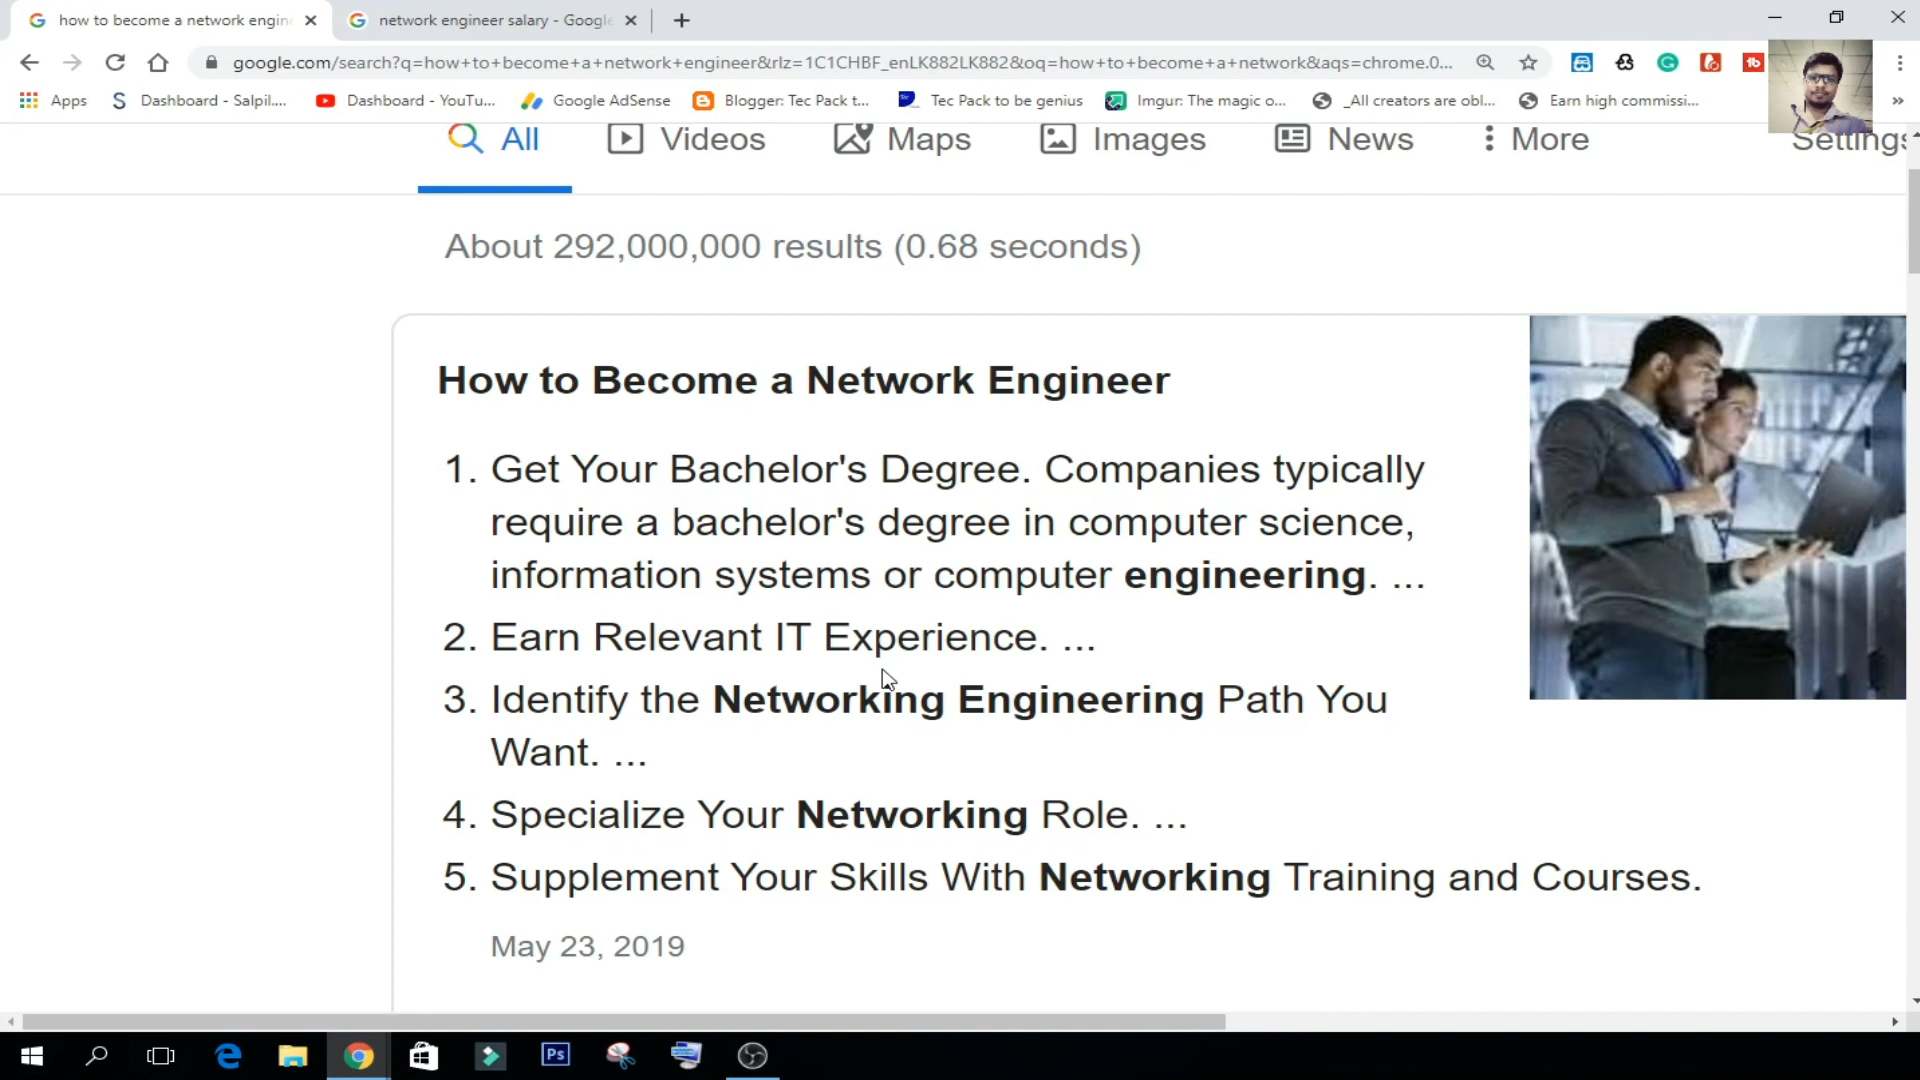 how to become a network engin
network engineer salary - Google
google.com/search?q=how+to+become+a+network+engineer&rlz=1C1CHBF_enLK882LK882&oq=how+to+become+a+network&aqs=chrome.0...
Apps
Dashboard - Salpil....
Dashboard - YouTu...
Google AdSense
Blogger: Tec Pack t...
Tec Pack to be genius
Imgur: The magic o...
_All creators are obl...
Earn high commissi...
All
Videos
Maps
Images
News
More
Settings
About 292,000,000 results (0.68 seconds)
How to Become a Network Engineer
1. Get Your Bachelor's Degree. Companies typically
require a bachelor's degree in computer science,
information systems or computer engineering. ...
2. Earn Relevant IT Experience. ...
3. Identify the Networking Engineering Path You
Want. ...
4. Specialize Your Networking Role. ...
5. Supplement Your Skills With Networking Training and Courses.
May 23, 2019
Ps